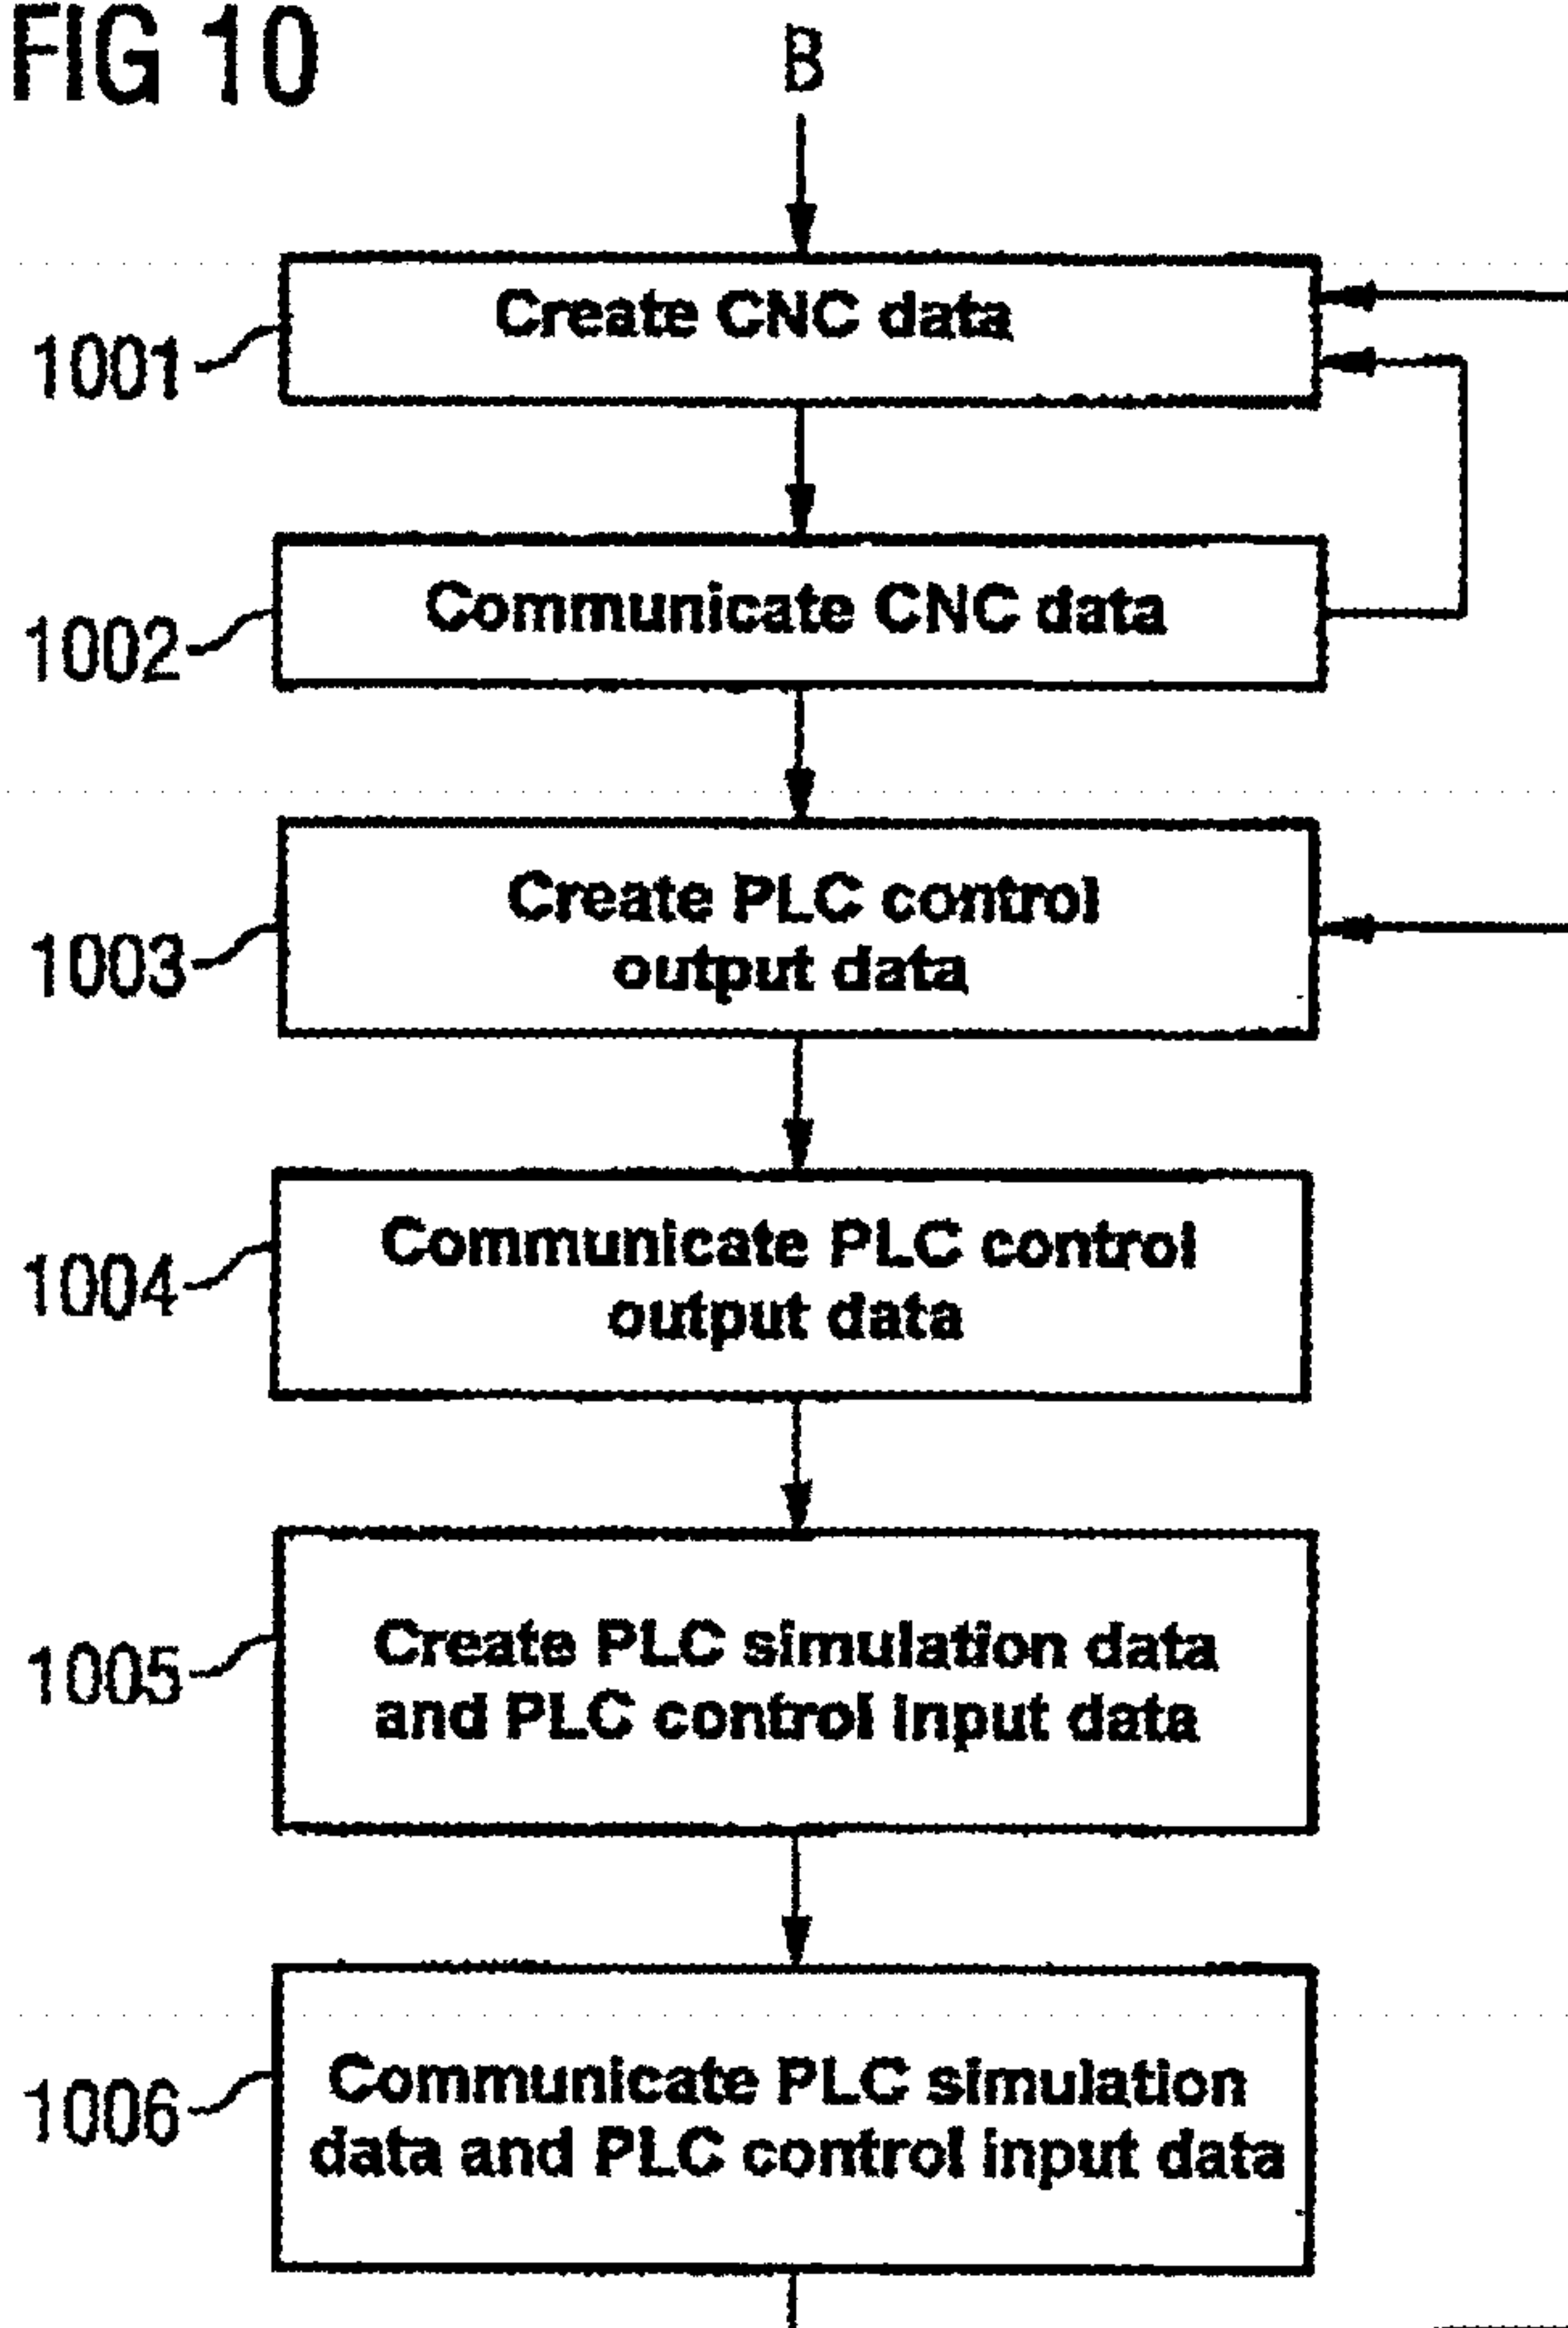 FIG 10
B
Create CNC data
1001
Communicate CNC data
1002
Create PLC control
output data
1003
Communicate PLC control
output data
1004
Create PLC simulation data
and PLC control input data
1005
Communicate PLC simulation
data and PLC control input data
1006